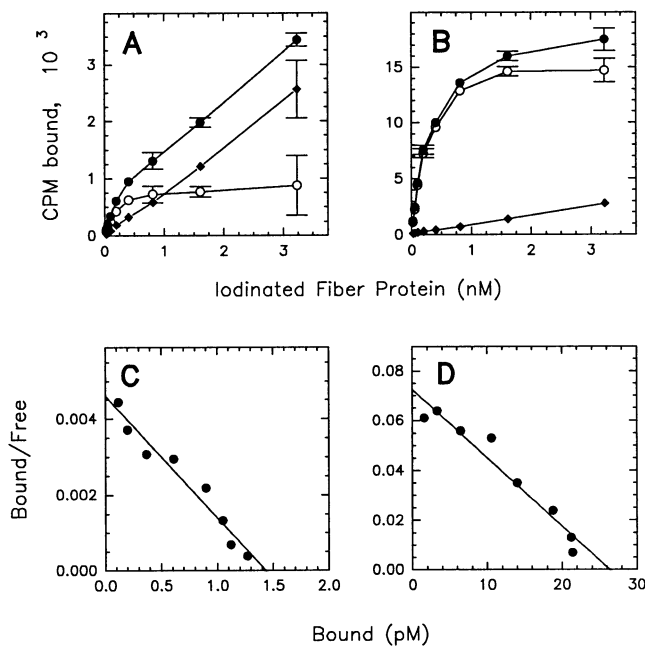 A
B
CPM bound, 10 3
3
2
1
0
0 1 2 3
15
10
5
0
0 1 2 3
Iodinated Fiber Protein (nM)
C
D
Bound/Free
0.004
0.002
0.000
0.0 0.5 1.0 1.5 2.0
0.08
0.06
0.04
0.02
0.00
0 10 20 30
Bound (pM)